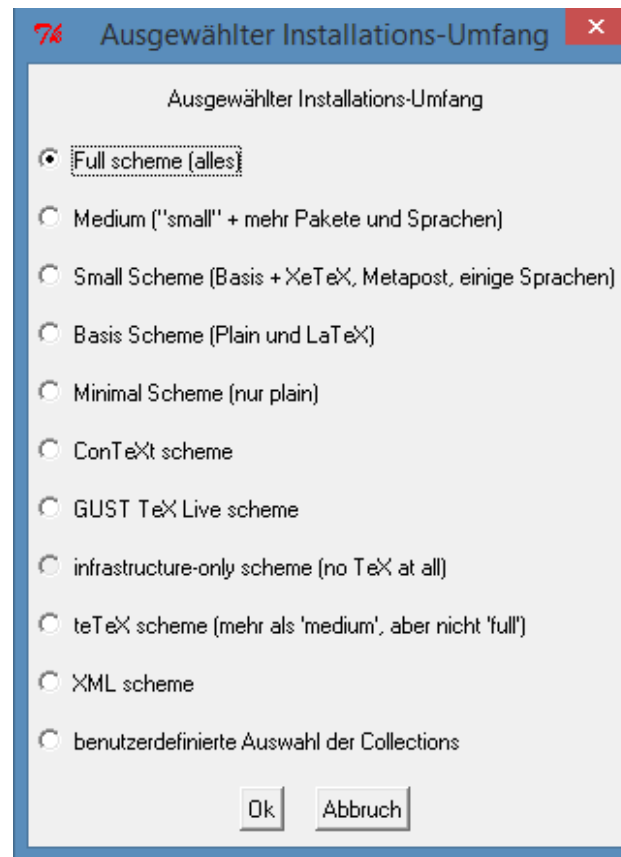 Ausgewählter Installations-Umfang
Ausgewählter Installations-Umfang
Full scheme (alles)
Medium ("small" + mehr Pakete und Sprachen)
Small Scheme (Basis + XeTeX, Metapost, einige Sprachen)
Basis Scheme (Plain und LaTeX)
Minimal Scheme (nur plain)
ConTeXt scheme
GUST TeX Live scheme
infrastructure-only scheme (no TeX at all)
teTeX scheme (mehr als 'medium', aber nicht 'full')
XML scheme
benutzerdefinierte Auswahl der Collections
Ok Abbruch